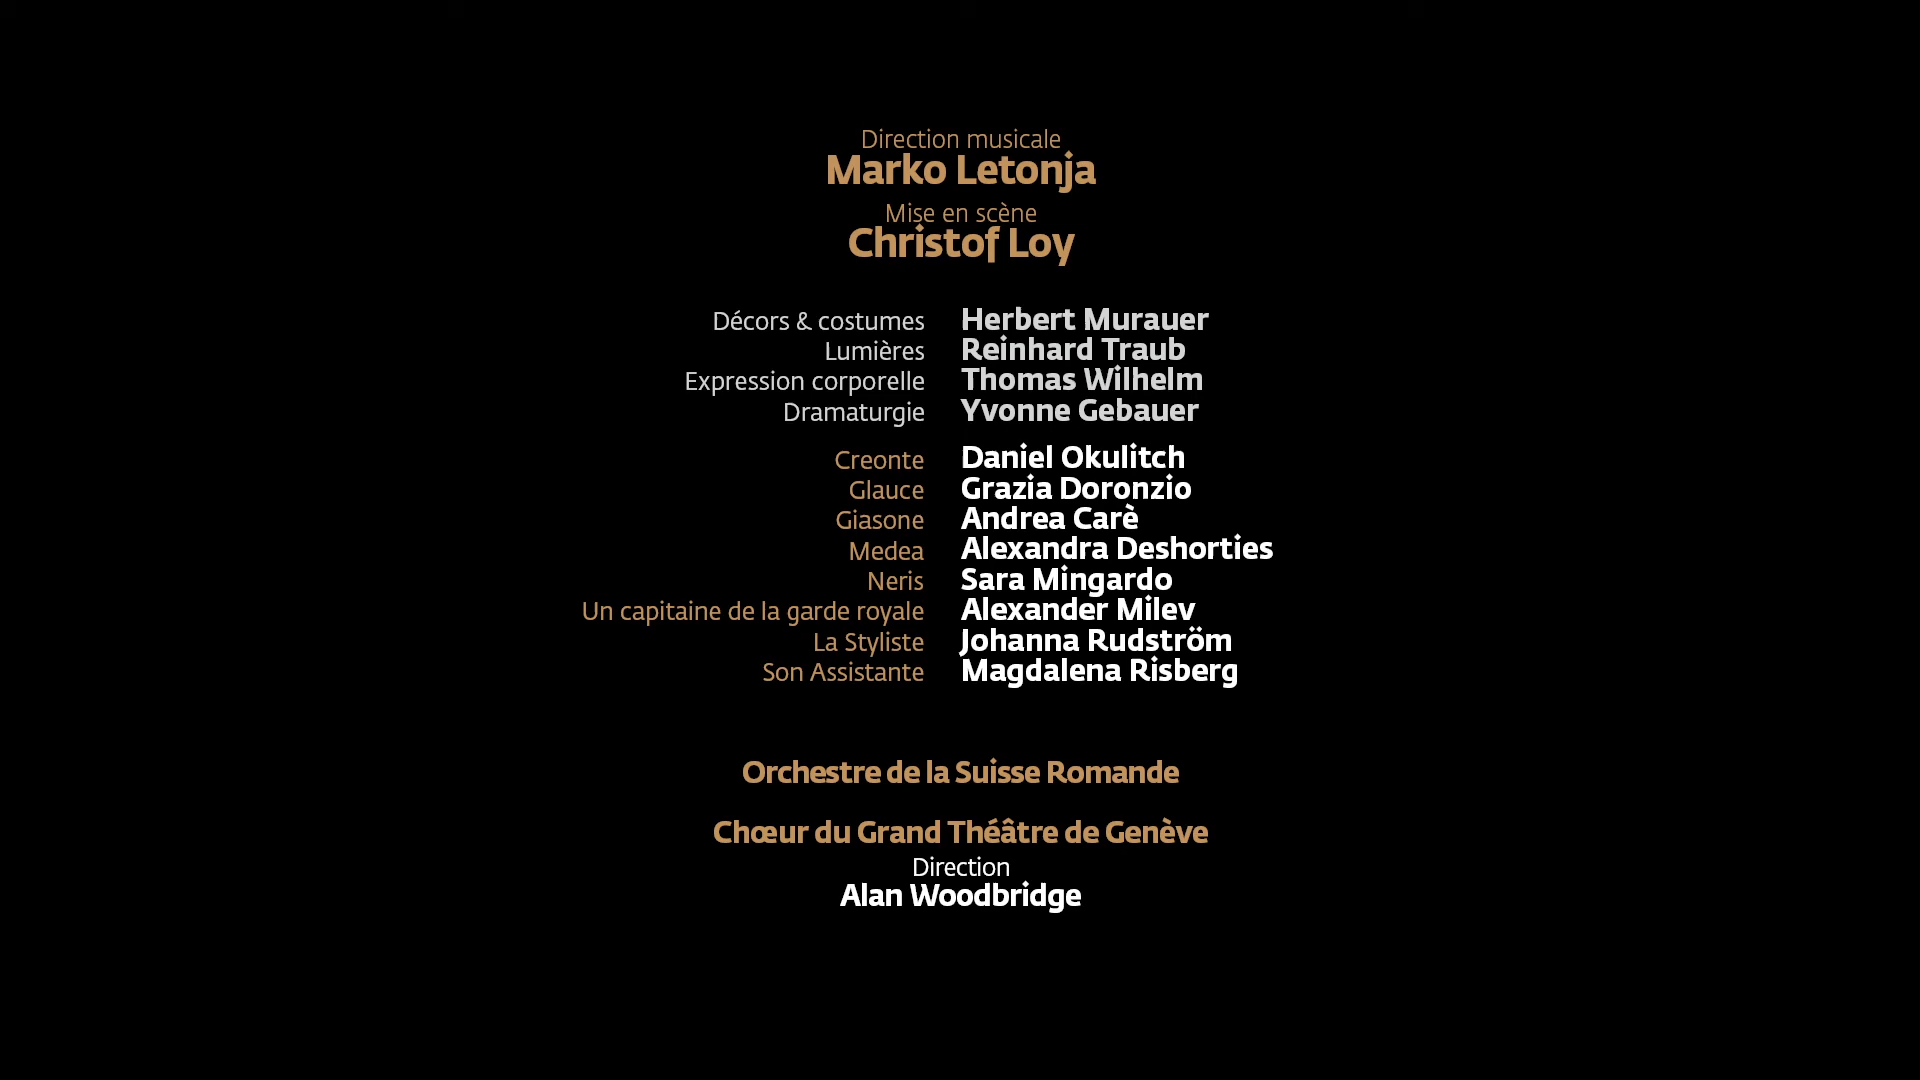 Direction musicale
Marko Letonja
Mise en scène
Christof Loy
Décors & costumes Herbert Murauer
Lumières Reinhard Traub
Expression corporelle Thomas Wilhelm
Dramaturgie Yvonne Gebauer
Creonte Daniel Okulitch
Glauce Grazia Doronzio
Giasone Andrea Carè
Medea Alexandra Deshorties
Neris Sara Mingardo
Un capitaine de la garde royale Alexander Milev
La Styliste Johanna Rudström
Son Assistante Magdalena Risberg
Orchestre de la Suisse Romande
Chœur du Grand Théâtre de Genève
Direction
Alan Woodbridge